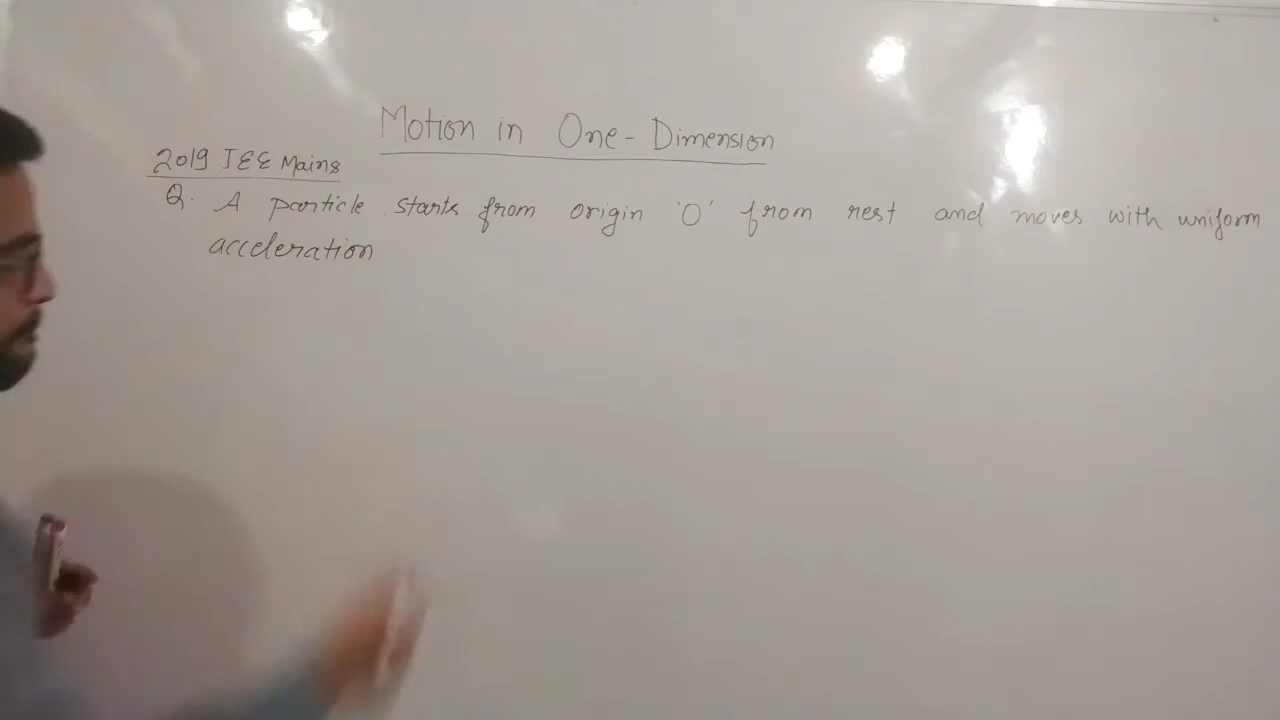 Motion in One-Dimension
2019 JEE Mains
Q. A particle starts from origin 'O' from rest and moves with uniform
acceleration